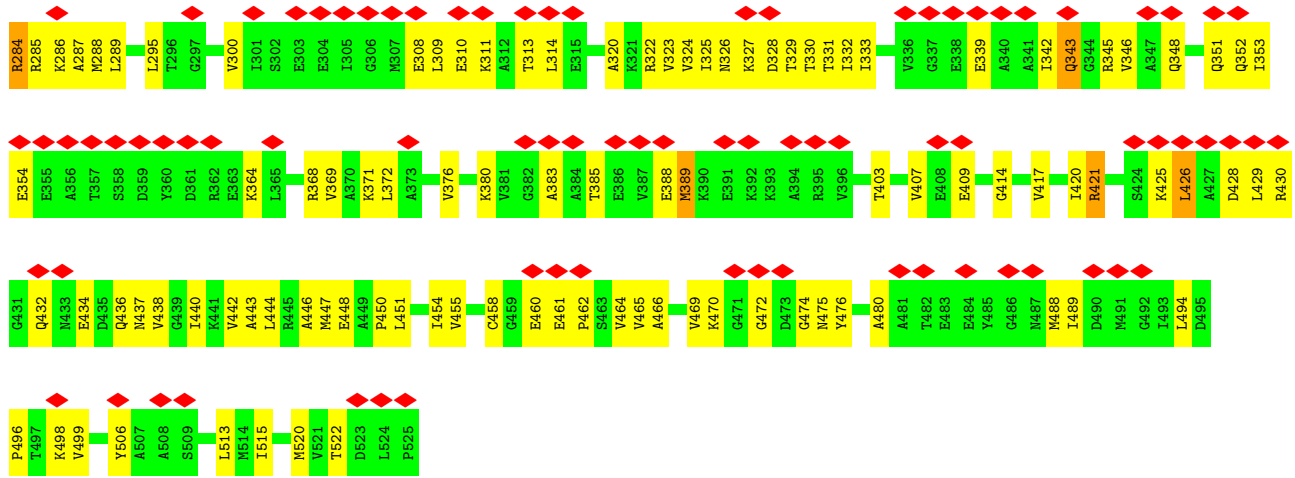 R284 R285 K286 A287 M288 L289 L295 T296 G297 V300 I301 S302 E303 E304 I305 G306 M307 E308 L309 E310 K311 A312 T313 L314 E315 A320 K321 R322 V323 V324 I325 N326 K327 D328 T329 T330 T331 I332 I333 V336 G337 E338 E339 A340 A341 I342 Q343 G344 R345 V346 A347 Q348 Q351 Q352 I353
E354 E355 A356 T357 S358 D359 Y360 D361 R362 E363 K364 L365 R368 V369 A370 K371 L372 A373 V376 K380 V381 G382 A383 A384 T385 E386 V387 E388 M389 K390 E391 K392 K393 A394 R395 V396 T403 V407 E408 E409 G414 V417 I420 R421 S424 K425 L426 A427 D428 L429 R430
G431 Q432 N433 E434 D435 Q436 N437 V438 G439 I440 K441 V442 A443 L444 R445 A446 M447 E448 A449 P450 L451 I454 V455 C458 G459 E460 E461 P462 S463 V464 V465 A466 V469 K470 G471 G472 D473 G474 N475 Y476 A480 A481 T482 E483 E484 Y485 G486 N487 M488 I489 D490 M491 G492 I493 L494 D495
P496 T497 K498 V499 Y506 A507 A508 S509 L513 M514 I515 M520 V521 T522 D523 L524 P525